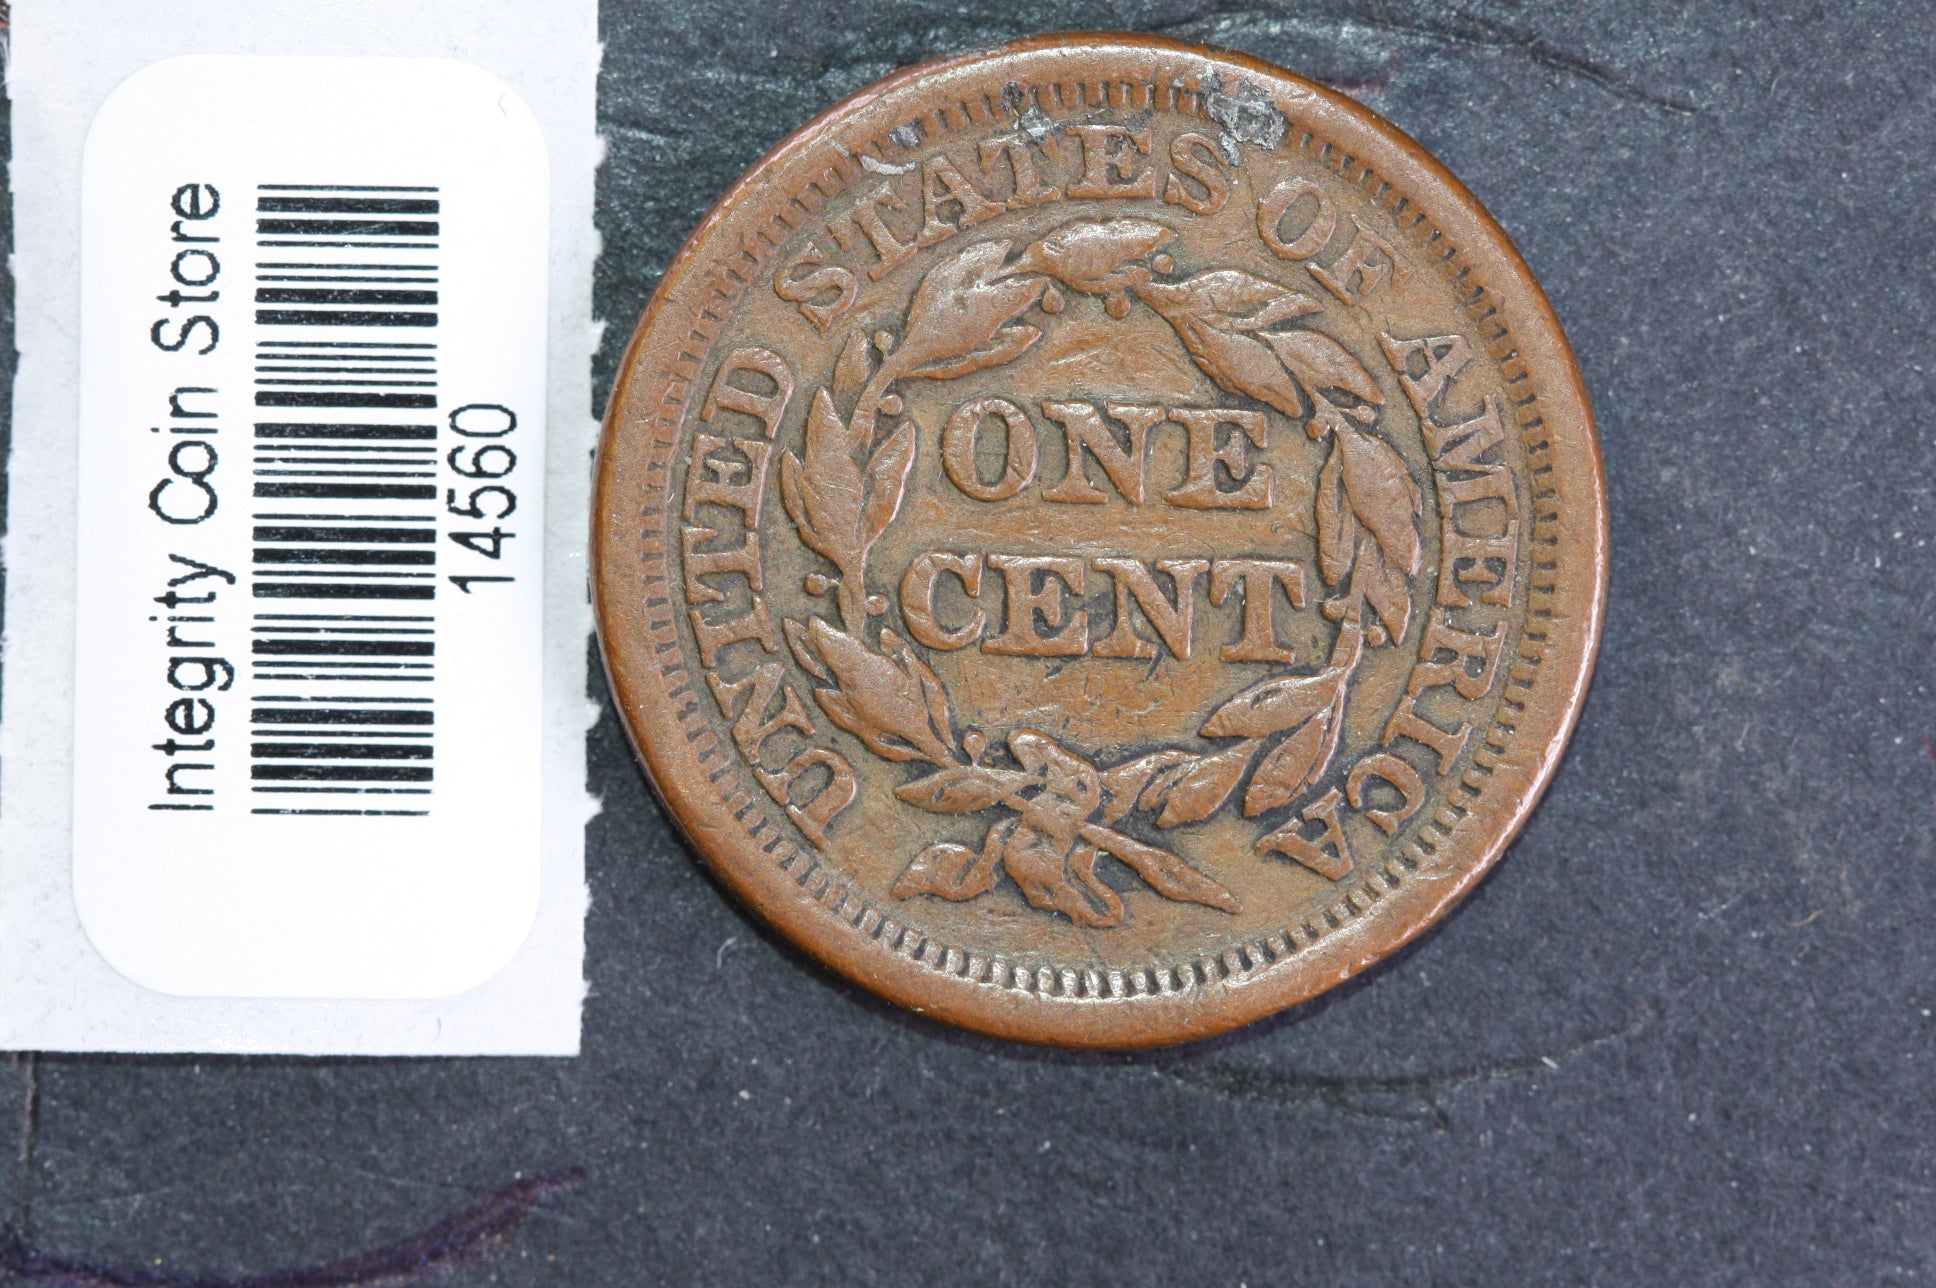 Integrity Coin Store
14560
UNITED STATES OF AMERICA
ONE
CENT